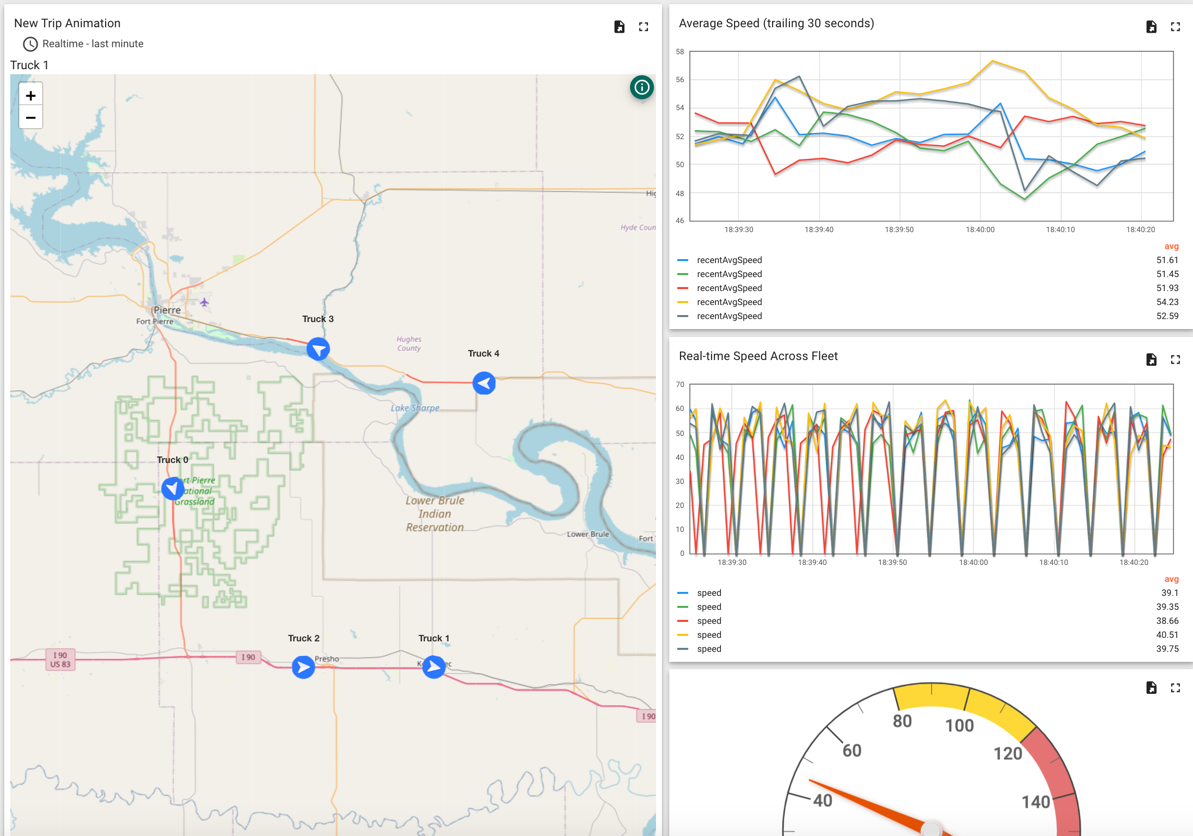 New Trip Animation
Realtime - last minute
Truck 1
+
−
Hyde Coun
Pierre
Fort Pierre
Truck 3
Hughes
County
Truck 4
Lake Sharpe
Truck 0
Fort Pierre
National
Grassland
Lower Brule
Indian
Reservation
Lower Brule
Fort
Truck 2
Truck 1
I 90
US 83
I 90
Presho
I 90
Average Speed (trailing 30 seconds)
58
56
54
52
50
48
46
18:39:30 18:39:40 18:39:50 18:40:00 18:40:10 18:40:20
avg
recentAvgSpeed 51.61
recentAvgSpeed 51.45
recentAvgSpeed 51.93
recentAvgSpeed 54.23
recentAvgSpeed 52.59
Real-time Speed Across Fleet
70
60
50
40
30
20
10
0
18:39:30 18:39:40 18:39:50 18:40:00 18:40:10 18:40:20
avg
speed 39.1
speed 39.35
speed 38.66
speed 40.51
speed 39.75
80
100
60
120
40
140